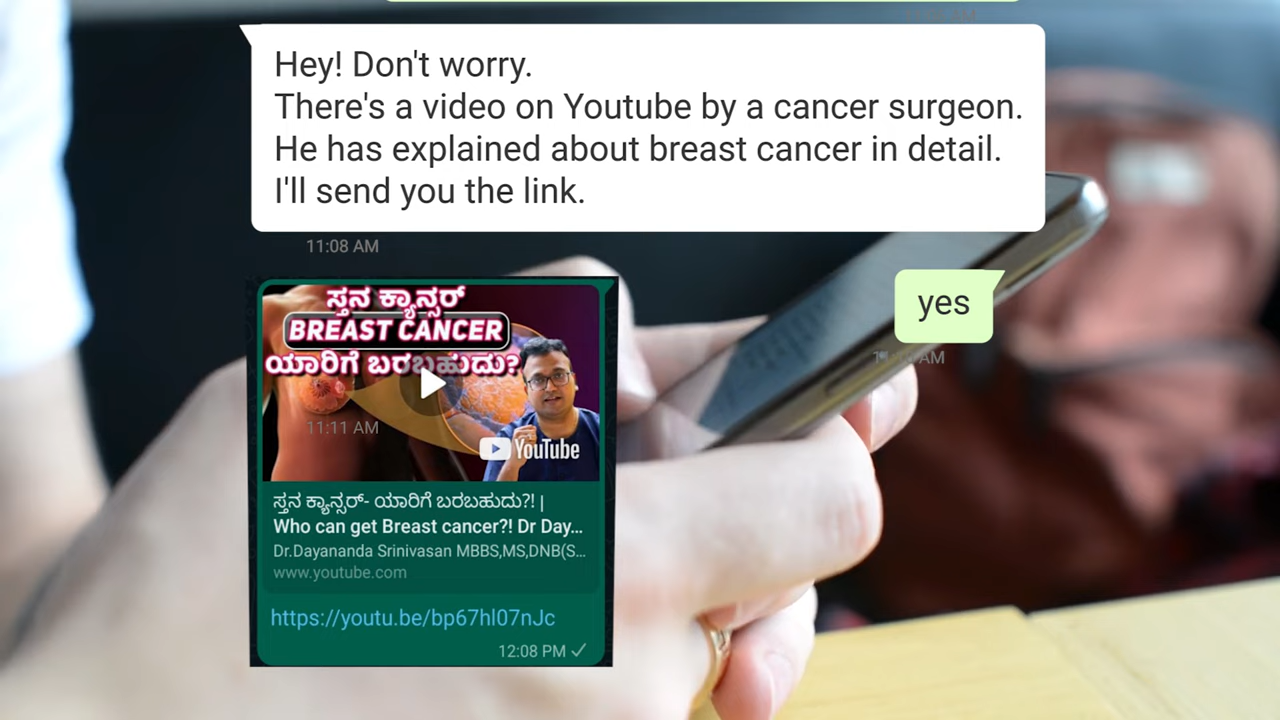 Hey! Don't worry.
There's a video on Youtube by a cancer surgeon.
He has explained about breast cancer in detail.
I'll send you the link.
11:08 AM
yes
AM
ಸ್ತನ ಕ್ಯಾನ್ಸರ್
BREAST CANCER
ಯಾರಿಗೆ ಬರಬಹುದು?
11:11 AM
YouTube
ಸ್ತನ ಕ್ಯಾನ್ಸರ್- ಯಾರಿಗೆ ಬರಬಹುದು?! |
Who can get Breast cancer?! Dr Day...
Dr.Dayananda Srinivasan MBBS,MS,DNB(S...
www.youtube.com
https://youtu.be/bp67hl07nJc
12:08 PM